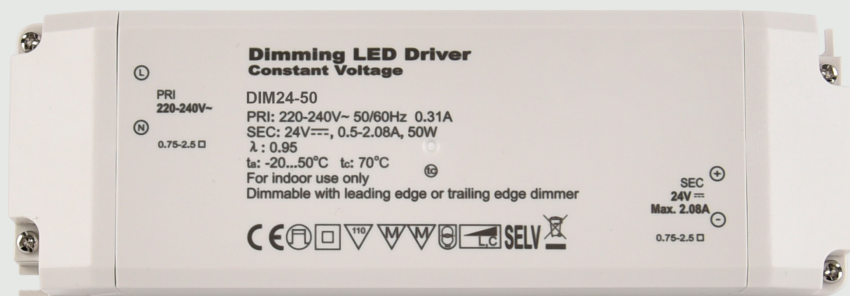 Dimming LED Driver
Constant Voltage
DIM24-50
PRI: 220-240V~ 50/60Hz 0.31A
SEC: 24V⎓, 0.5-2.08A, 50W
λ : 0.95
ta: -20...50°C tc: 70°C
For indoor use only
Dimmable with leading edge or trailing edge dimmer
L
PRI
220-240V~
N
0.75-2.5 □
tc
SEC +
24V ⎓
Max. 2.08A
-
0.75-2.5 □
CE 110 M M L,C SELV